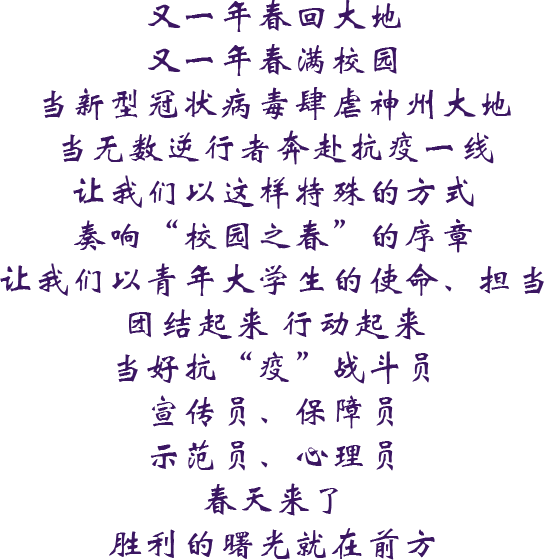 又一年春回大地
又一年春满校园
当新型冠状病毒肆虐神州大地
当无数逆行者奔赴抗疫一线
让我们以这样特殊的方式
奏响“校园之春”的序章
让我们以青年大学生的使命、担当
团结起来 行动起来
当好抗“疫”战斗员
宣传员、保障员
示范员、心理员
春天来了
胜利的曙光就在前方